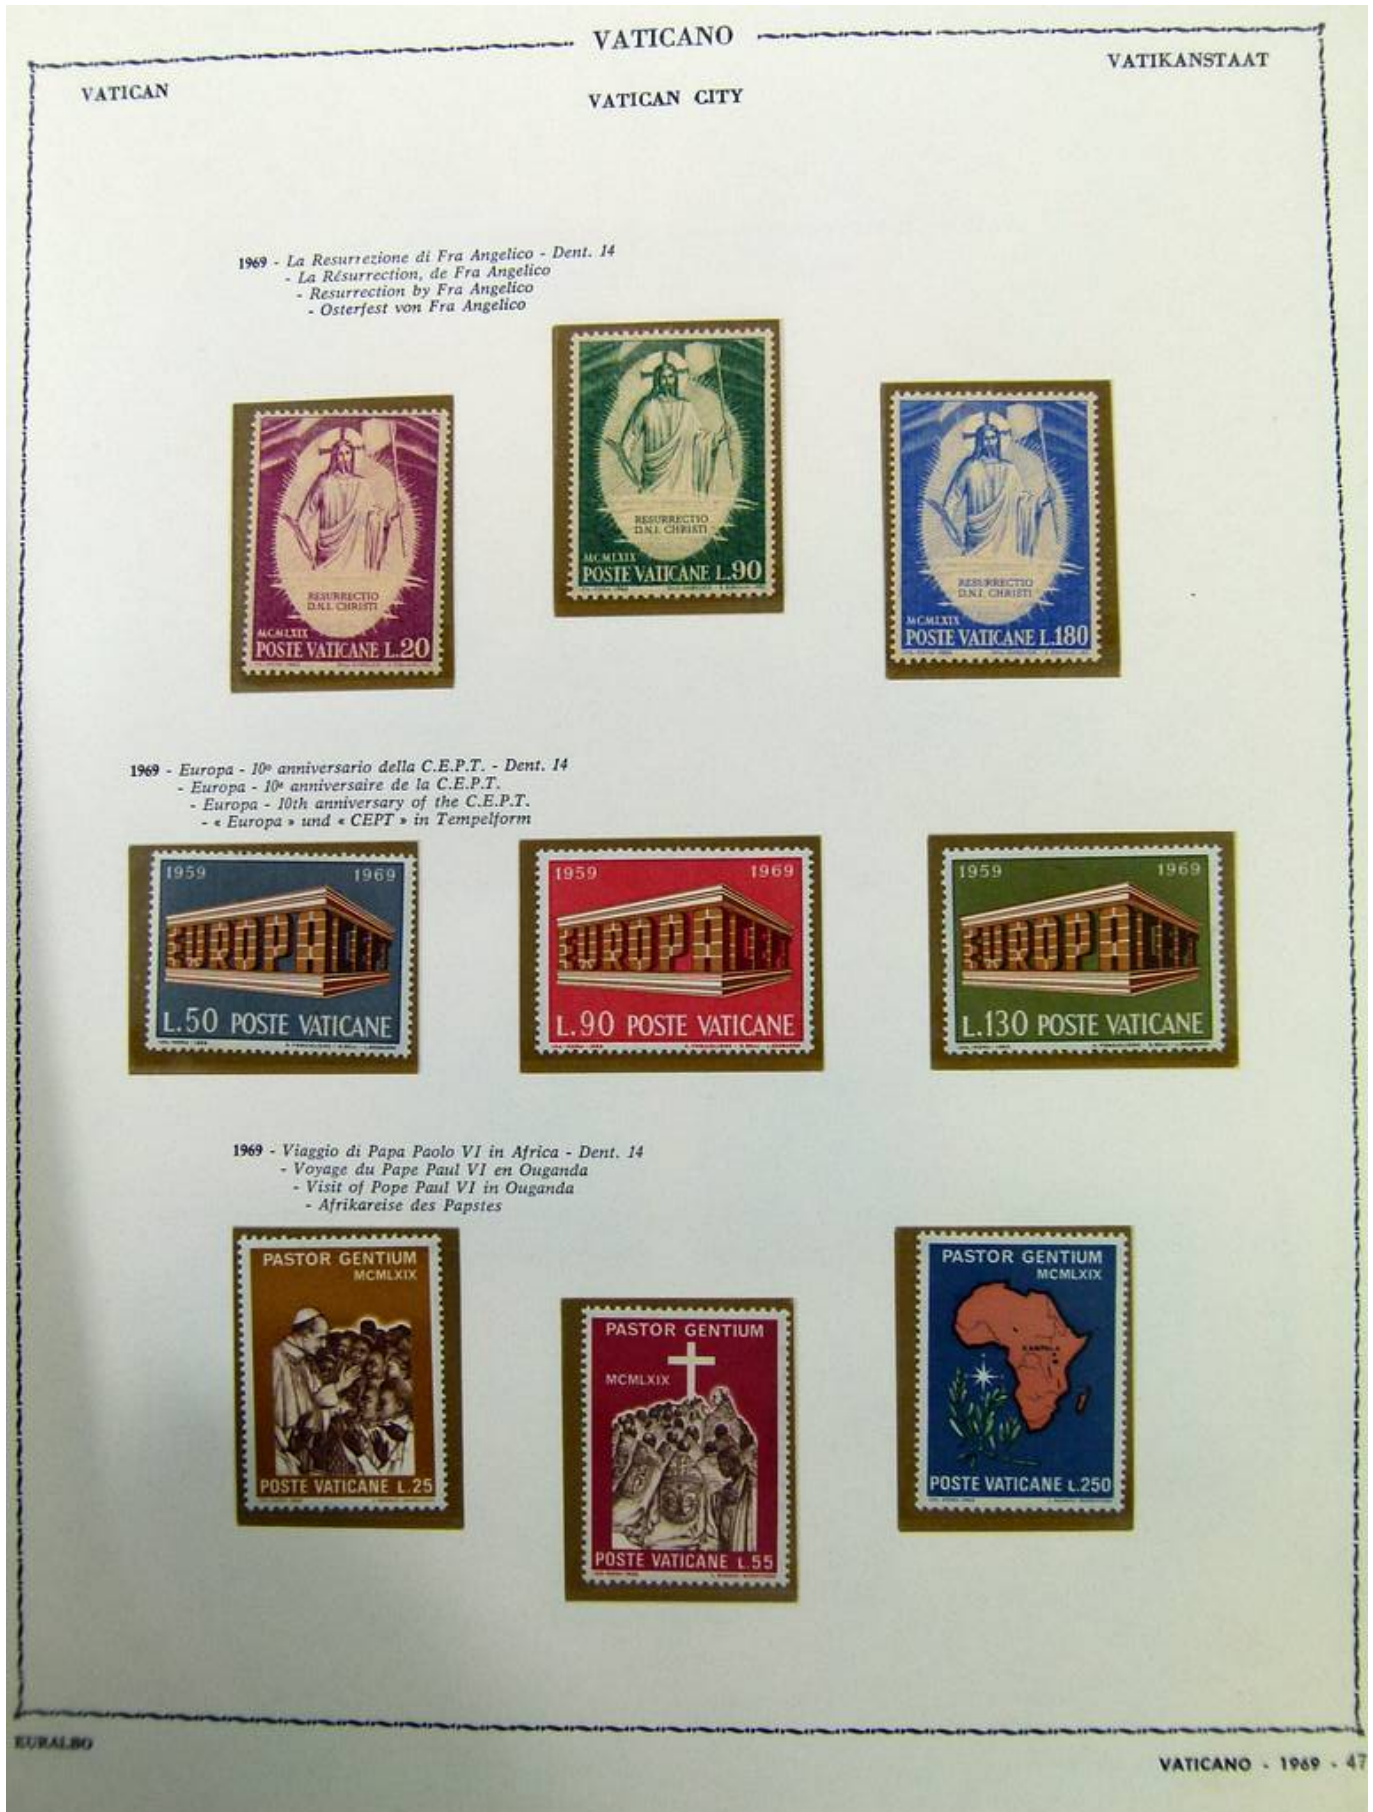 VATICANO
VATICAN
VATICAN CITY
VATIKANSTAAT
1969 - La Resurrezione di Fra Angelico - Dent. 14
- La Résurrection, de Fra Angelico
- Resurrection by Fra Angelico
- Osterfest von Fra Angelico
RESURRECTIO
D.N.I. CHRISTI
MCMLXIX
POSTE VATICANE L.20
RESURRECTIO
D.N.I. CHRISTI
MCMLXIX
POSTE VATICANE L.90
RESURRECTIO
D.N.I. CHRISTI
MCMLXIX
POSTE VATICANE L.180
1969 - Europa - 10º anniversario della C.E.P.T. - Dent. 14
- Europa - 10e anniversaire de la C.E.P.T.
- Europa - 10th anniversary of the C.E.P.T.
- « Europa » und « CEPT » in Tempelform
1959 1969
EUROPA CEPT
L.50 POSTE VATICANE
1959 1969
EUROPA CEPT
L.90 POSTE VATICANE
1959 1969
EUROPA CEPT
L.130 POSTE VATICANE
1969 - Viaggio di Papa Paolo VI in Africa - Dent. 14
- Voyage du Pape Paul VI en Ouganda
- Visit of Pope Paul VI in Ouganda
- Afrikareise des Papstes
PASTOR GENTIUM
MCMLXIX
POSTE VATICANE L.25
PASTOR GENTIUM
MCMLXIX
POSTE VATICANE L.55
PASTOR GENTIUM
MCMLXIX
KAMPALA
POSTE VATICANE L.250
EURALBO
VATICANO - 1969 - 47